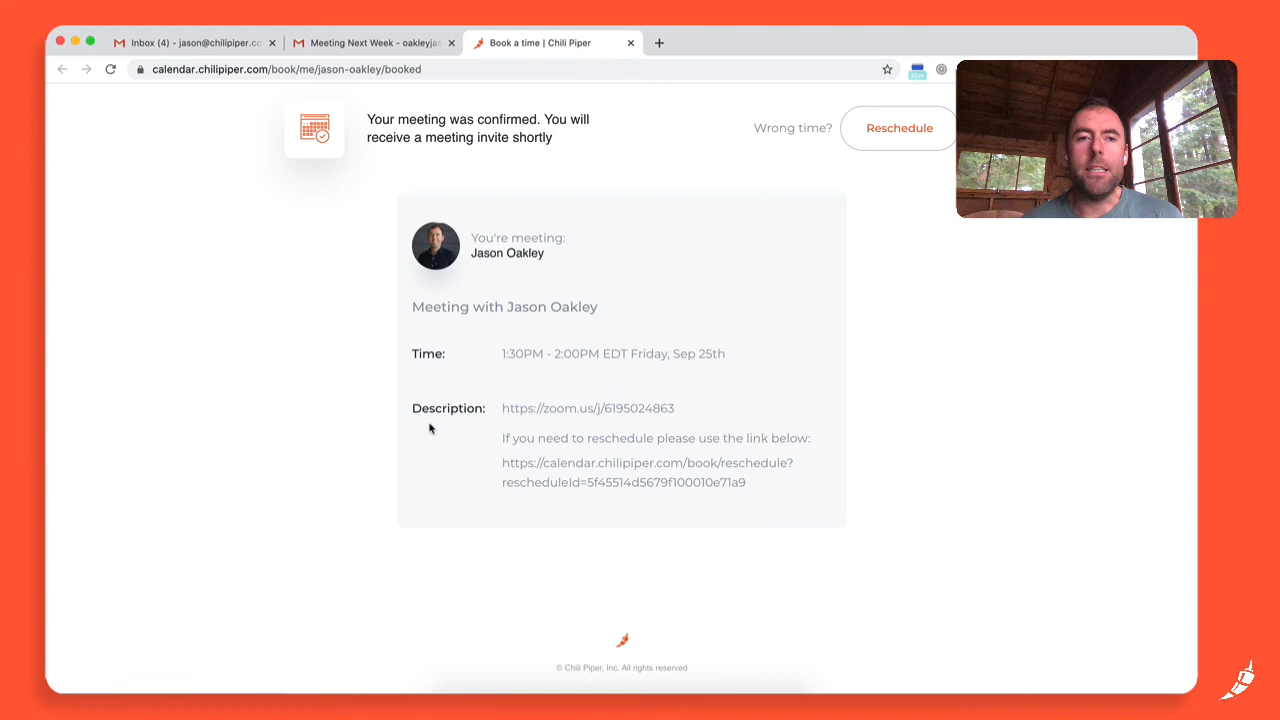 Inbox (4) - jason@chilipiper.co
Meeting Next Week - oakleyjas
Book a time | Chili Piper
calendar.chilipiper.com/book/me/jason-oakley/booked
Your meeting was confirmed. You will
receive a meeting invite shortly
Wrong time?
Reschedule
You're meeting:
Jason Oakley
Meeting with Jason Oakley
Time:
1:30PM - 2:00PM EDT Friday, Sep 25th
Description:
https://zoom.us/j/6195024863
If you need to reschedule please use the link below:
https://calendar.chilipiper.com/book/reschedule?
rescheduleId=5f45514d5679f100010e71a9
© Chili Piper, Inc. All rights reserved